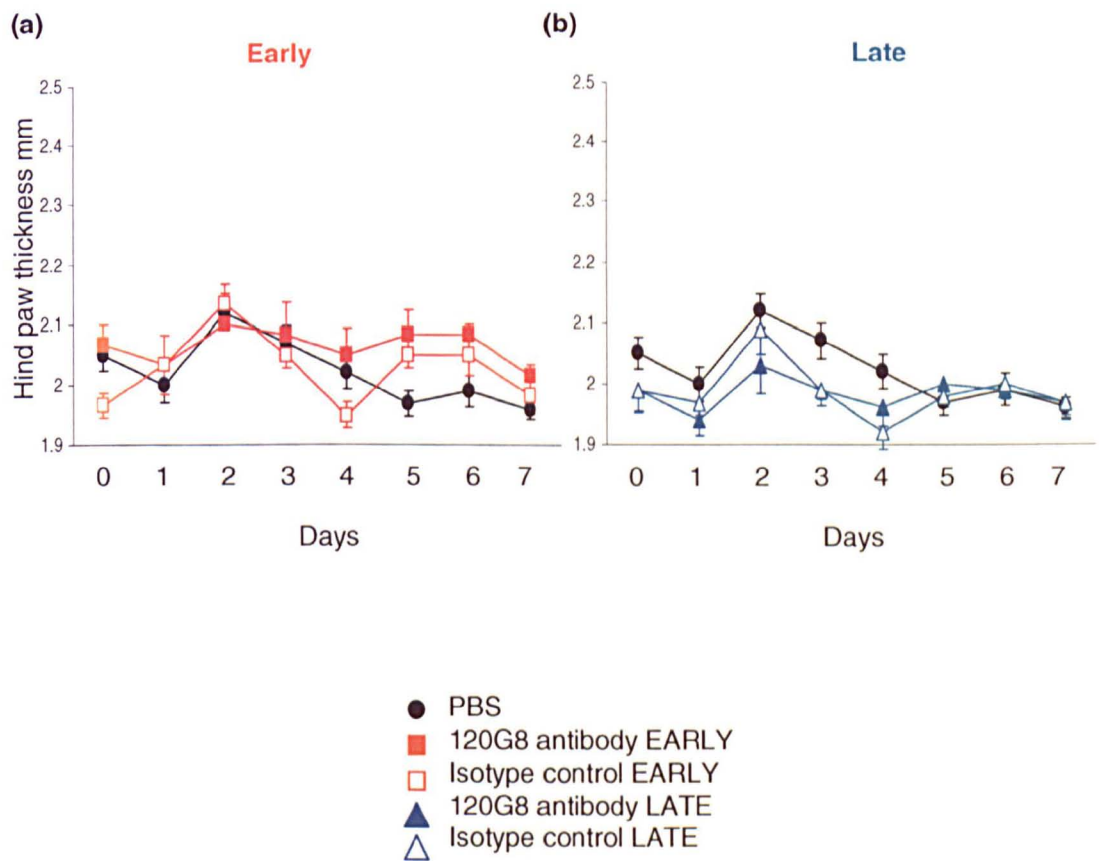 (a)
Early
Hind paw thickness mm
2.5
2.4
2.3
2.2
2.1
2
1.9
0 1 2 3 4 5 6 7
Days
(b)
Late
2.5
2.4
2.3
2.2
2.1
2
1.9
0 1 2 3 4 5 6 7
Days
PBS
120G8 antibody EARLY
Isotype control EARLY
120G8 antibody LATE
Isotype control LATE